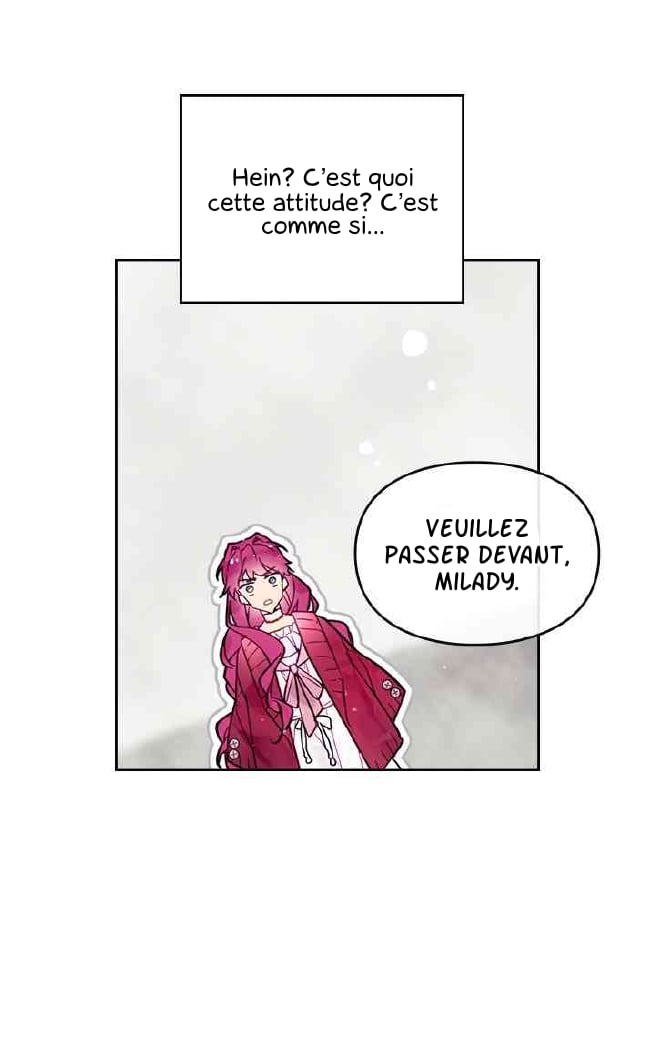 Hein? C'est quoi
cette attitude? C'est
comme si...
VEUILLEZ
PASSER DEVANT,
MILADY.